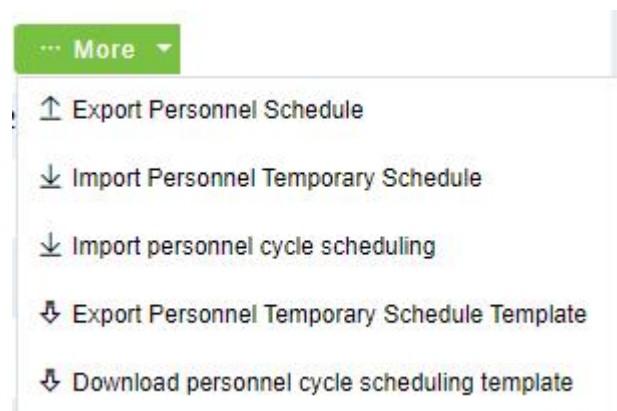 ··· More
Export Personnel Schedule
Import Personnel Temporary Schedule
Import personnel cycle scheduling
Export Personnel Temporary Schedule Template
Download personnel cycle scheduling template